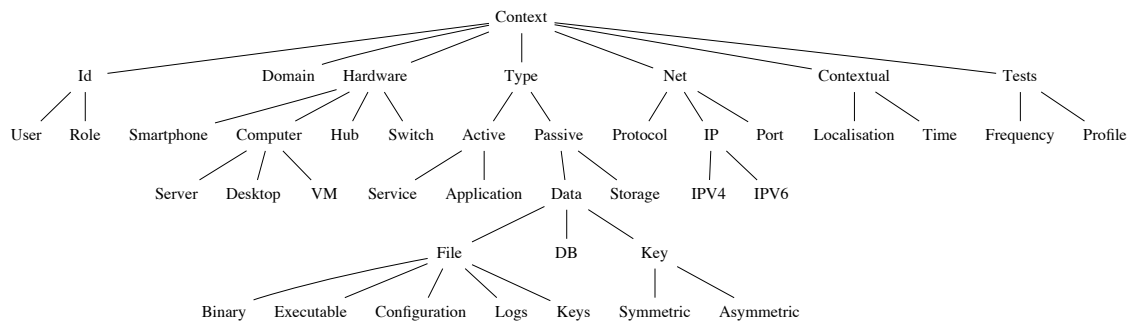 Context
Id Domain Hardware Type Net Contextual Tests
User Role Smartphone Computer Hub Switch Active Passive Protocol IP Port Localisation Time Frequency Profile
Server Desktop VM Service Application Data Storage IPV4 IPV6
File DB Key
Binary Executable Configuration Logs Keys Symmetric Asymmetric